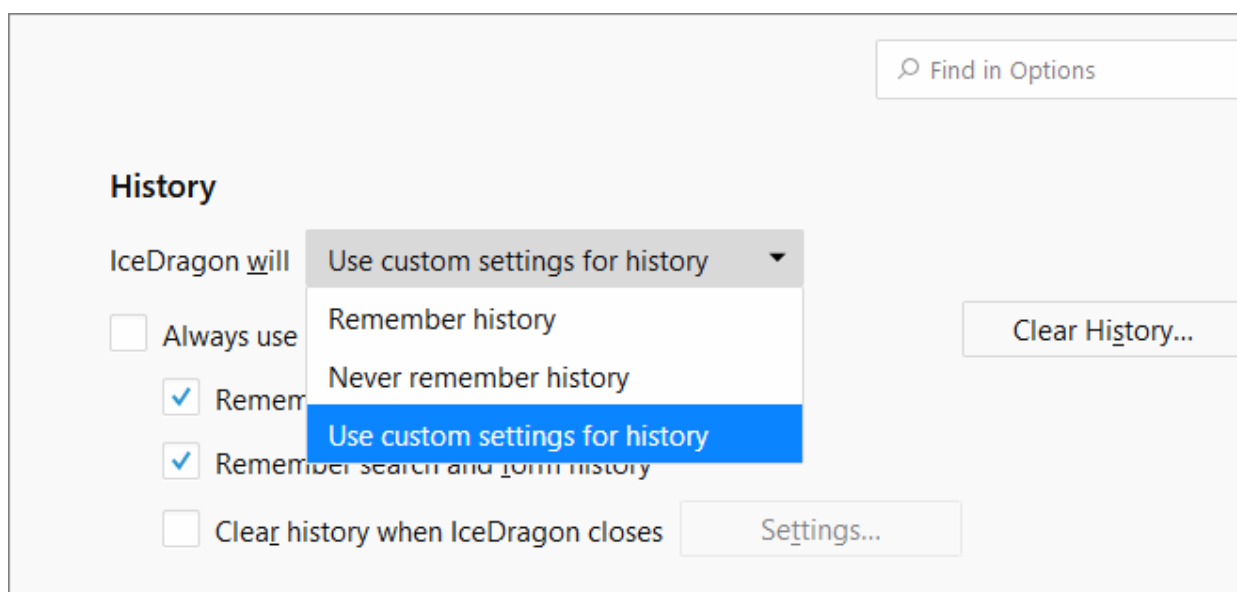 Find in Options
History
IceDragon will Use custom settings for history
Remember history
Clear History...
Always use
Never remember history
Remem
Use custom settings for history
Remember search and form history
Clear history when IceDragon closes Settings...